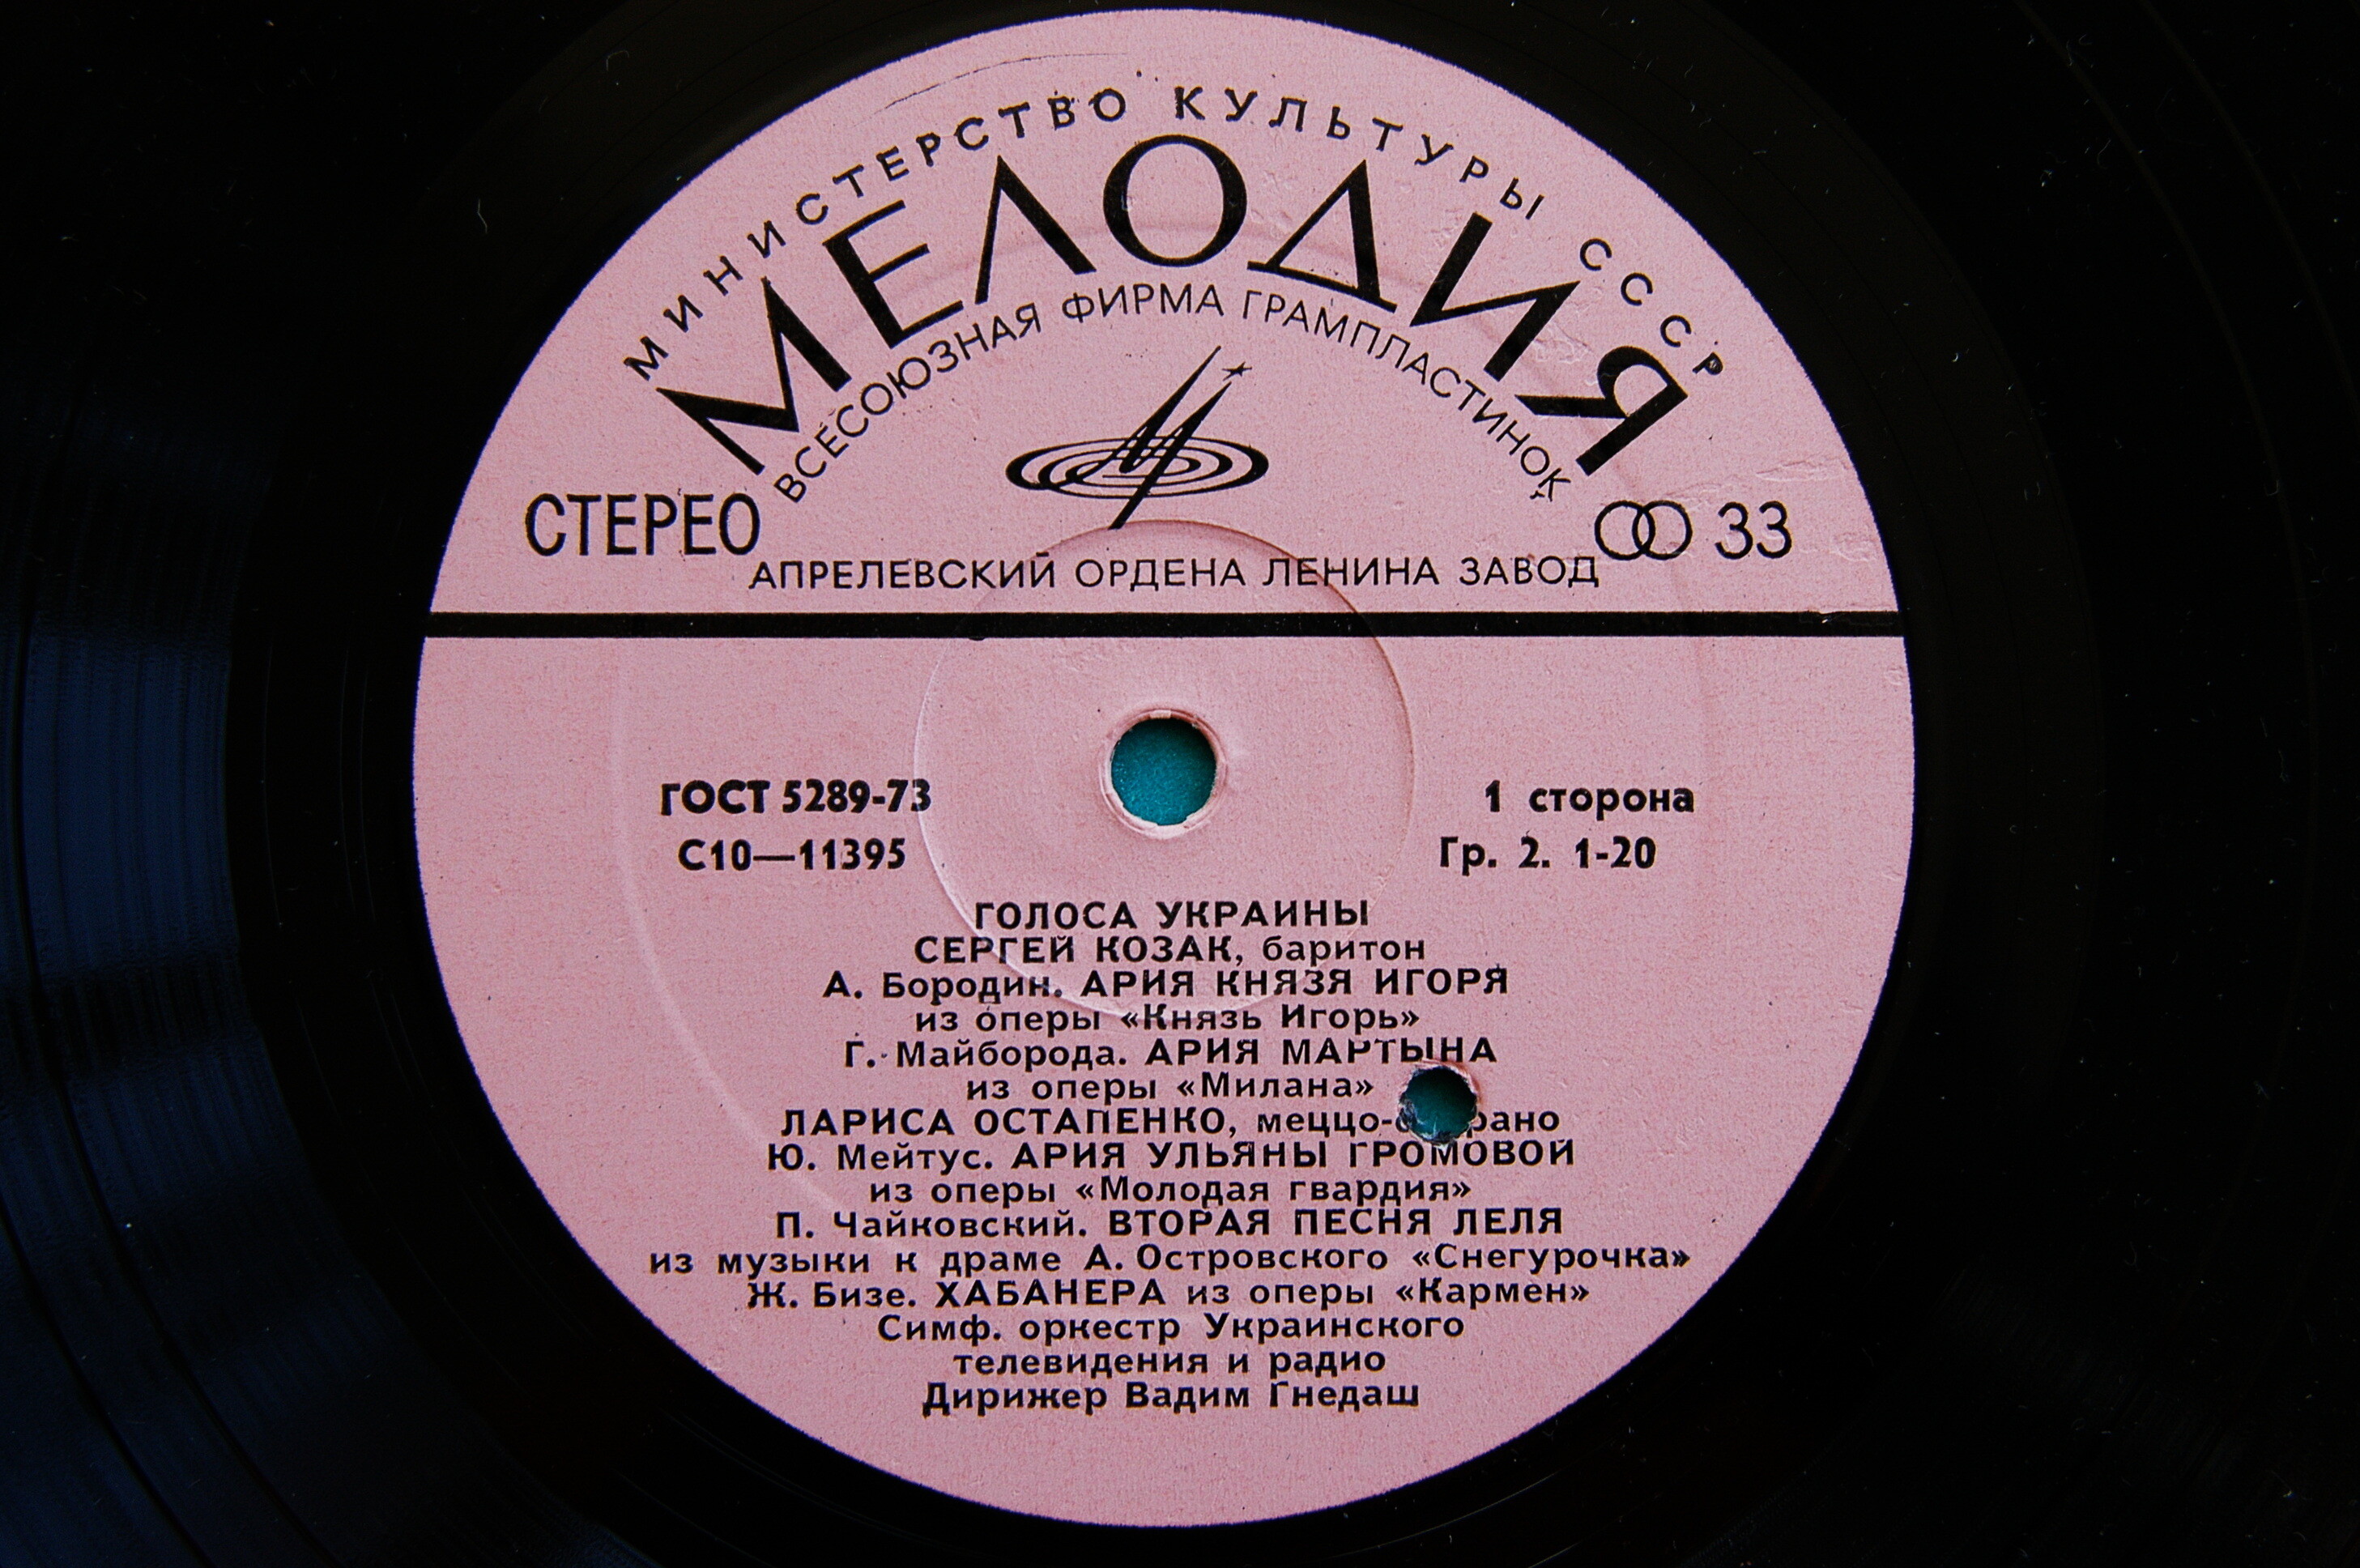 МИНИСТЕРСТВО КУЛЬТУРЫ СССР
МЕЛОДИЯ
ВСЕСОЮЗНАЯ ФИРМА ГРАМПЛАСТИНОК
СТЕРЕО
33
АПРЕЛЕВСКИЙ ОРДЕНА ЛЕНИНА ЗАВОД
ГОСТ 5289-73
1 сторона
С10—11395
Гр. 2. 1-20
ГОЛОСА УКРАИНЫ
СЕРГЕЙ КОЗАК, баритон
А. Бородин. АРИЯ КНЯЗЯ ИГОРЯ
из оперы «Князь Игорь»
Г. Майборода. АРИЯ МАРТЫНА
из оперы «Милана»
ЛАРИСА ОСТАПЕНКО,
Ю. Мейтус. АРИЯ УЛЬЯНЫ ГРОМОВОЙ
из оперы «Молодая гвардия»
П. Чайковский. ВТОРАЯ ПЕСНЯ ЛЕЛЯ
из музыки к драме А. Островского «Снегурочка»
Ж. Бизе. ХАБАНЕРА из оперы «Кармен»
Симф. оркестр Украинского
телевидения и радио
Дирижер Вадим Гнедаш